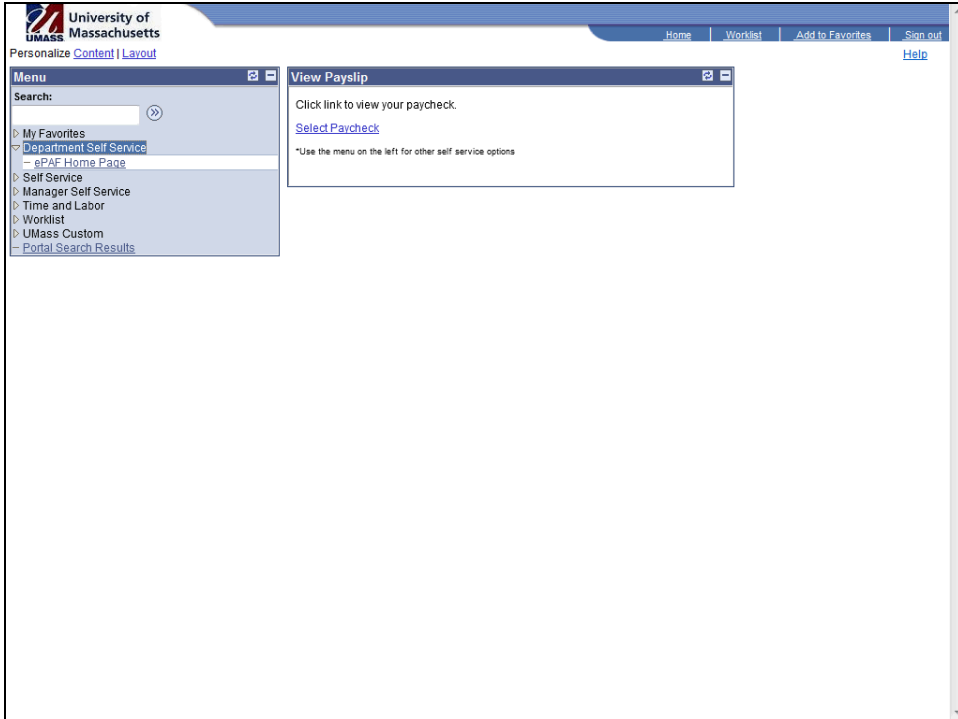 University of
Massachusetts
UMASS
Home Worklist Add to Favorites Sign out
Personalize Content | Layout
Help
Menu
Search:
My Favorites
Department Self Service
ePAF Home Page
Self Service
Manager Self Service
Time and Labor
Worklist
UMass Custom
Portal Search Results
View Payslip
Click link to view your paycheck.
Select Paycheck
*Use the menu on the left for other self service options